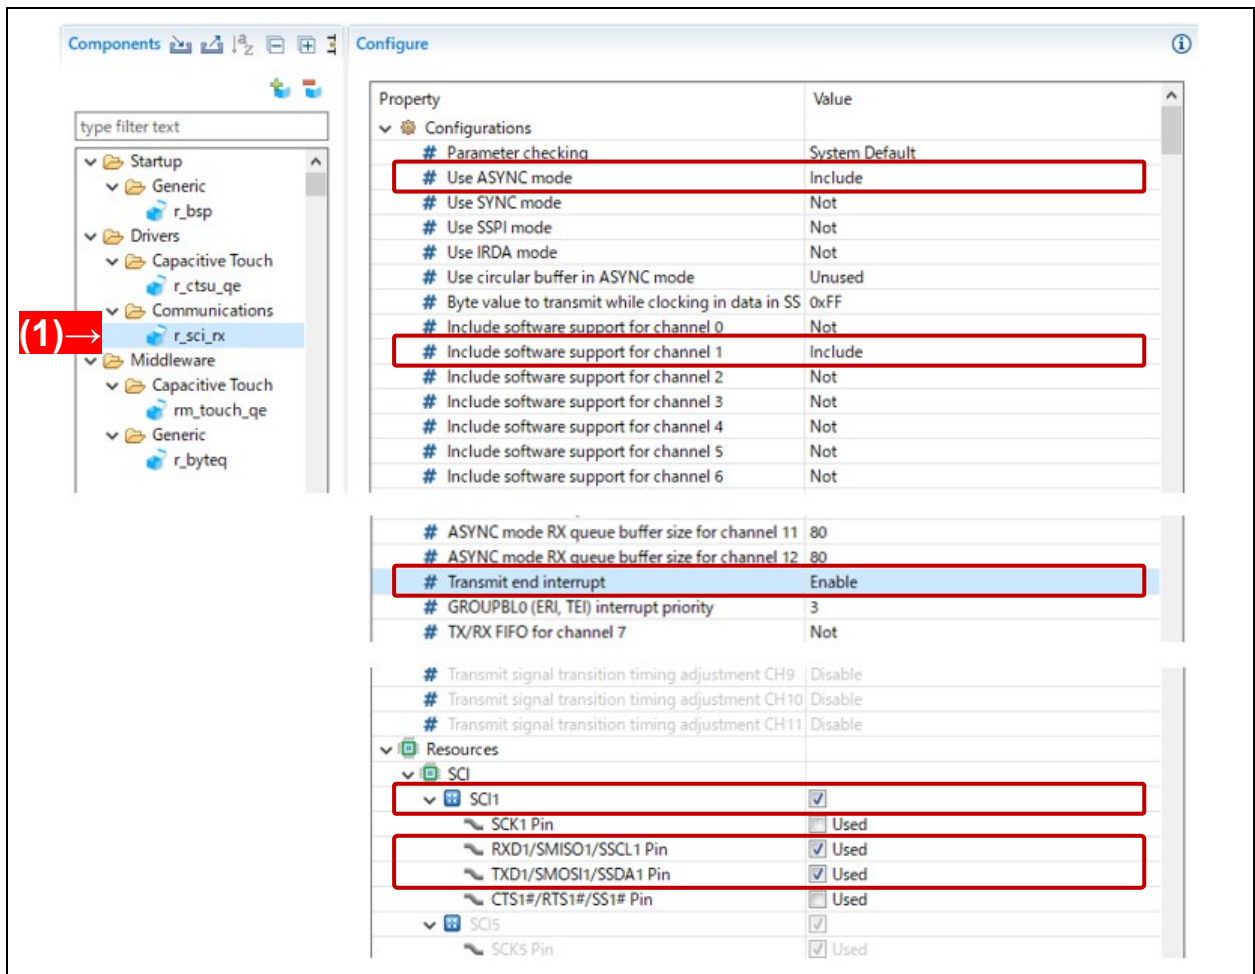 Components
Configure
type filter text
Startup
Generic
r_bsp
Drivers
Capacitive Touch
r_ctsu_qe
Communications
(1)→ r_sci_rx
Middleware
Capacitive Touch
rm_touch_qe
Generic
r_byteq
Property Value
Configurations
# Parameter checking System Default
# Use ASYNC mode Include
# Use SYNC mode Not
# Use SSPI mode Not
# Use IRDA mode Not
# Use circular buffer in ASYNC mode Unused
# Byte value to transmit while clocking in data in SS 0xFF
# Include software support for channel 0 Not
# Include software support for channel 1 Include
# Include software support for channel 2 Not
# Include software support for channel 3 Not
# Include software support for channel 4 Not
# Include software support for channel 5 Not
# Include software support for channel 6 Not
# ASYNC mode RX queue buffer size for channel 11 80
# ASYNC mode RX queue buffer size for channel 12 80
# Transmit end interrupt Enable
# GROUPBL0 (ERI, TEI) interrupt priority 3
# TX/RX FIFO for channel 7 Not
# Transmit signal transition timing adjustment CH9 Disable
# Transmit signal transition timing adjustment CH10 Disable
# Transmit signal transition timing adjustment CH11 Disable
Resources
SCI
SCI1
SCK1 Pin Used
RXD1/SMISO1/SSCL1 Pin Used
TXD1/SMOSI1/SSDA1 Pin Used
CTS1#/RTS1#/SS1# Pin Used
SCI5
SCK5 Pin Used